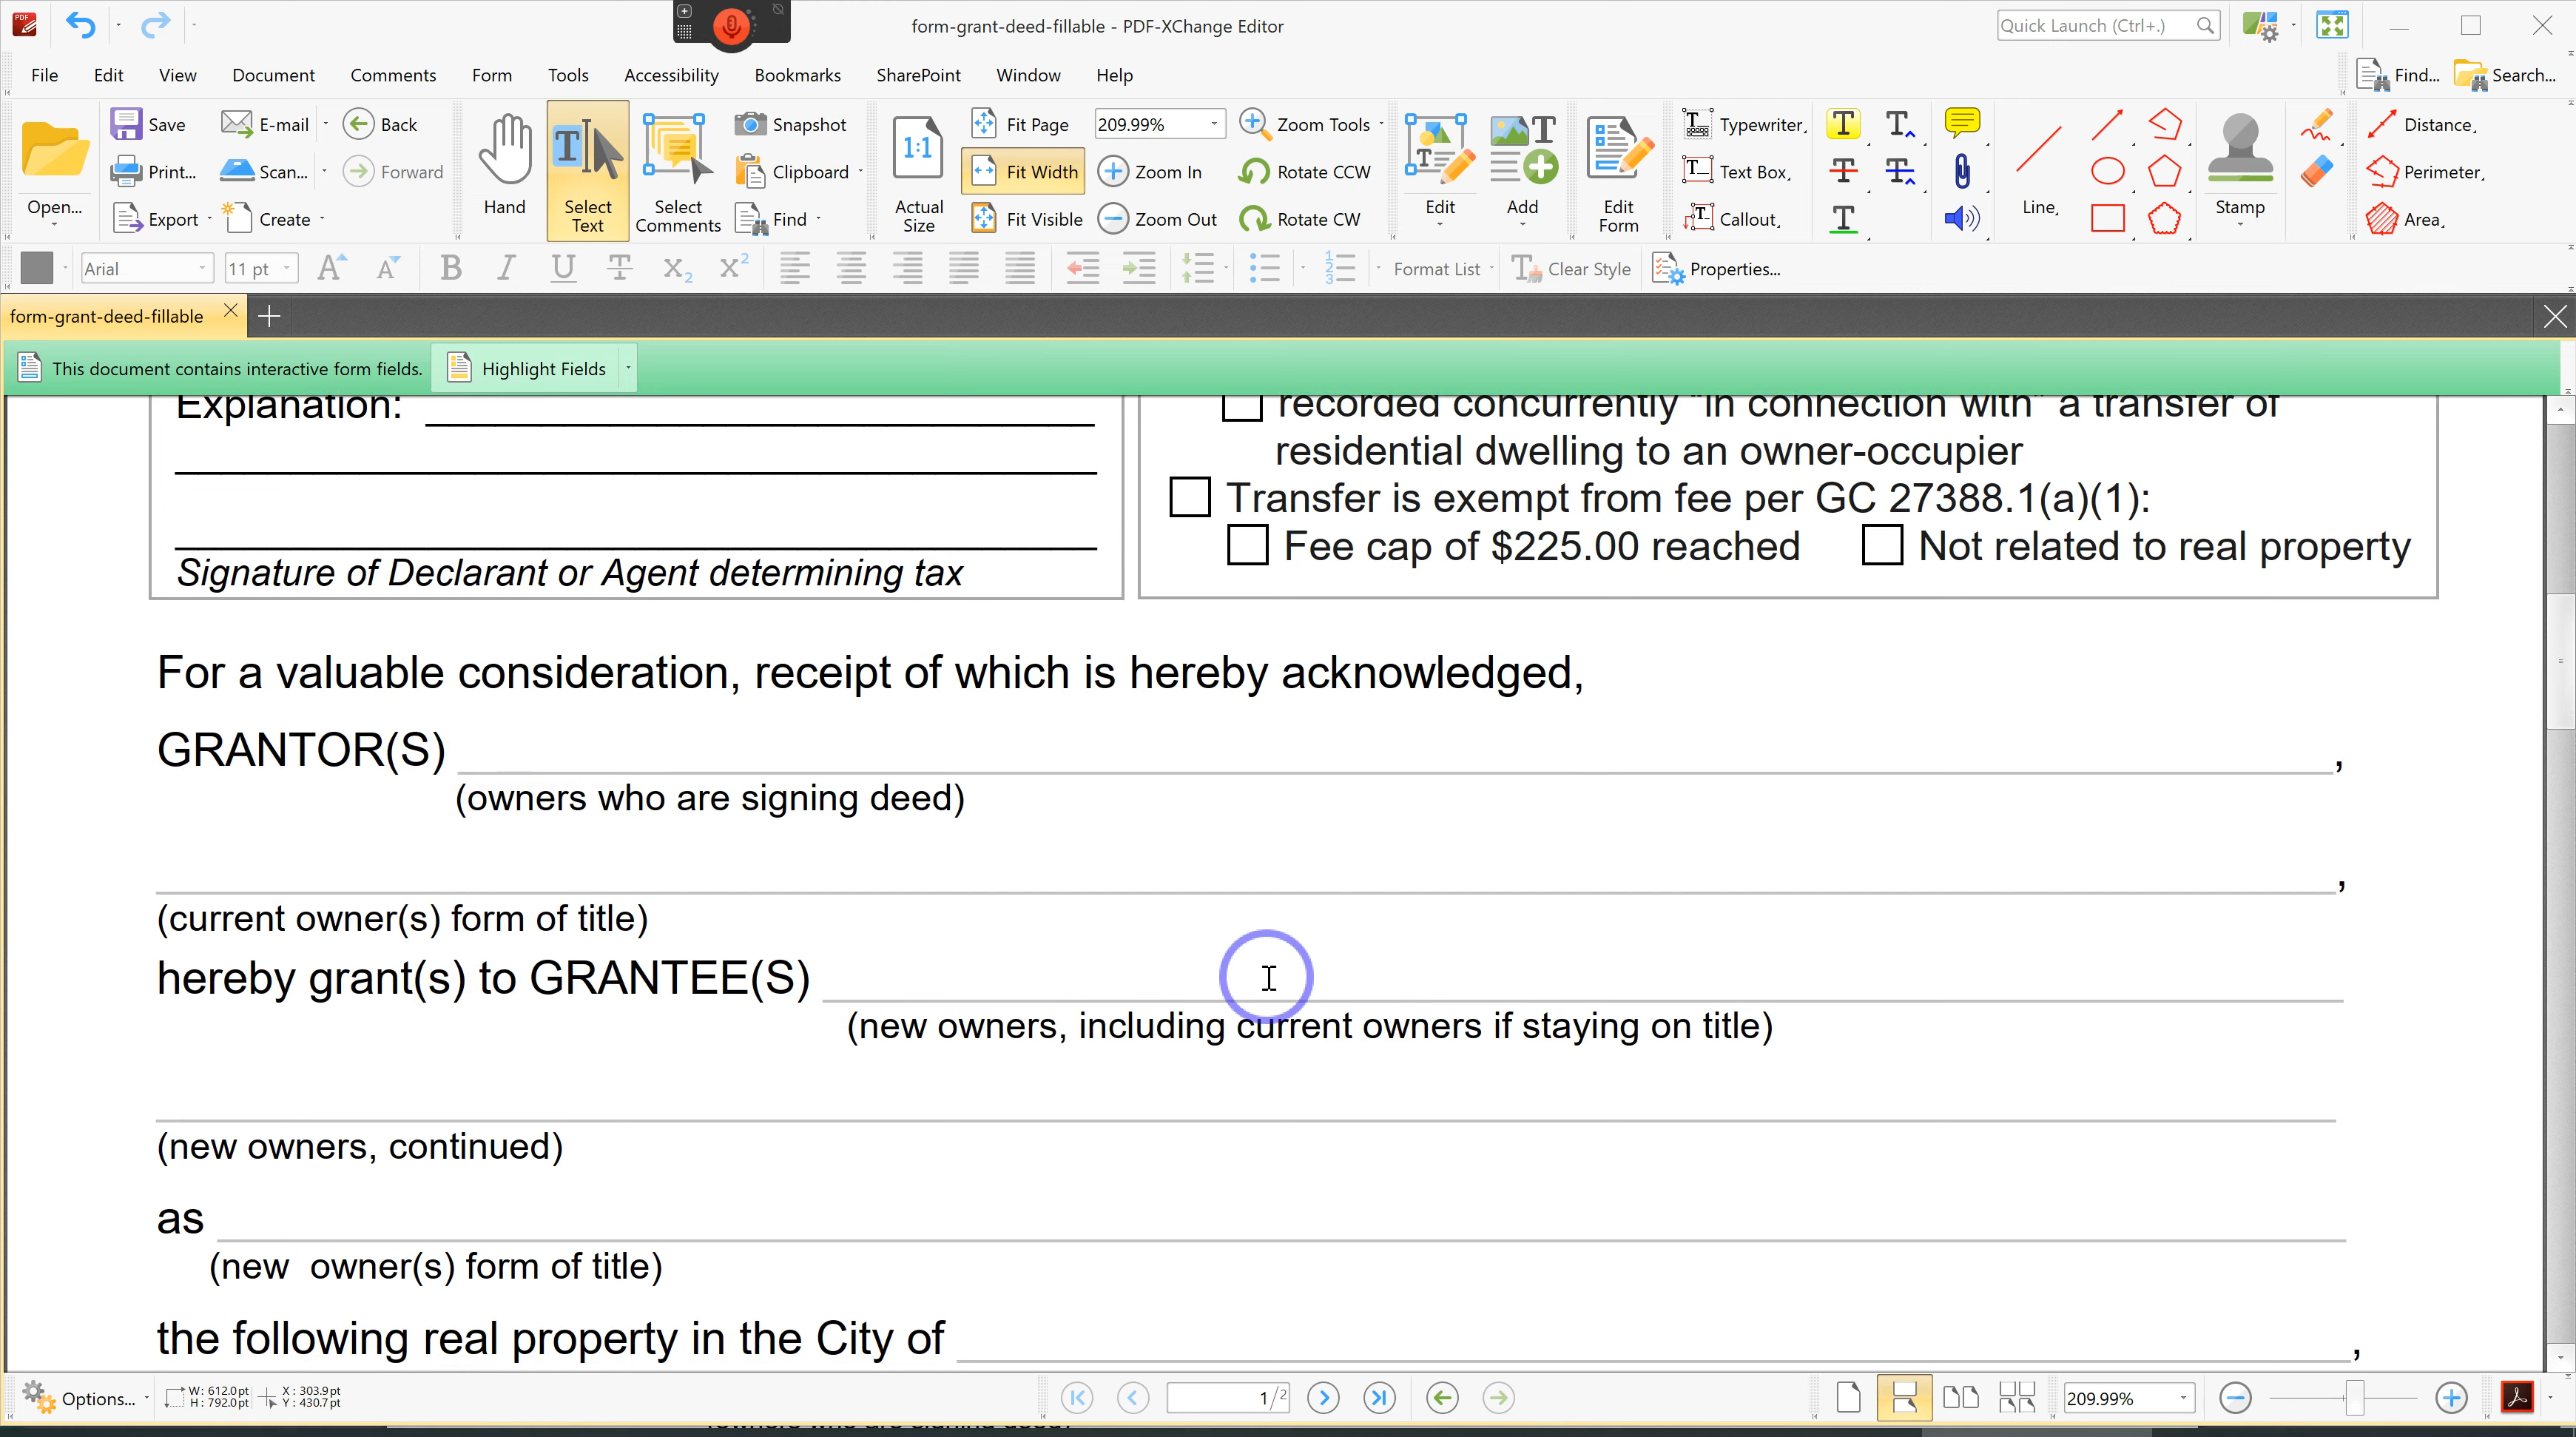 form-grant-deed-fillable - PDF-XChange Editor
Quick Launch (Ctrl+.)
File Edit View Document Comments Form Tools Accessibility Bookmarks SharePoint Window Help
Find... Search...
Open...
Save E-mail Back
Print... Scan... Forward
Export Create
Hand
Select Text
Select Comments
Snapshot
Clipboard
Find
1:1
Actual Size
Fit Page 209.99% Zoom Tools
Fit Width Zoom In Rotate CCW
Fit Visible Zoom Out Rotate CW
Edit
Add
Edit Form
Typewriter
Text Box
Callout
Line
Stamp
Distance
Perimeter
Area
Arial 11 pt
Format List Clear Style Properties...
form-grant-deed-fillable
This document contains interactive form fields. Highlight Fields
Explanation:
Signature of Declarant or Agent determining tax
recorded concurrently "in connection with" a transfer of
residential dwelling to an owner-occupier
Transfer is exempt from fee per GC 27388.1(a)(1):
Fee cap of $225.00 reached Not related to real property
For a valuable consideration, receipt of which is hereby acknowledged,
GRANTOR(S) ,
(owners who are signing deed)
,
(current owner(s) form of title)
hereby grant(s) to GRANTEE(S)
(new owners, including current owners if staying on title)
(new owners, continued)
as
(new owner(s) form of title)
the following real property in the City of ,
Options... W: 612.0pt X: 303.9pt
H: 792.0pt Y: 430.7pt
1 / 2
209.99%